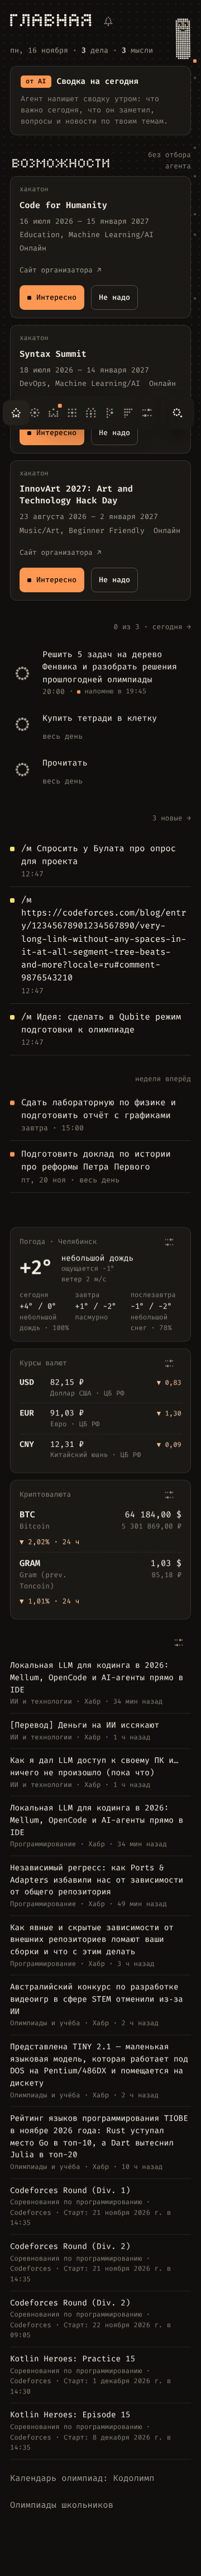 ГЛАВНАЯ
пн, 16 ноября · 3 дела · 3 мысли
от AI Сводка на сегодня
Агент напишет сводку утром: что
важно сегодня, что он заметил,
вопросы и новости по твоим темам.
ВОЗМОЖНОСТИ
без отбора
агента
хакатон
Code for Humanity
16 июля 2026 – 15 января 2027
Education, Machine Learning/AI
Онлайн
Сайт организатора ↗
Интересно Не надо
хакатон
Syntax Summit
18 июля 2026 – 14 января 2027
DevOps, Machine Learning/AI Онлайн
Интересно Не надо
хакатон
InnovArt 2027: Art and
Technology Hack Day
23 августа 2026 – 2 января 2027
Music/Art, Beginner Friendly Онлайн
Сайт организатора ↗
Интересно Не надо
0 из 3 · сегодня →
Решить 5 задач на дерево
Фенвика и разобрать решения
прошлогодней олимпиады
20:00 · напомню в 19:45
Купить тетради в клетку
весь день
Прочитать
весь день
3 новые →
/м Спросить у Булата про опрос
для проекта
12:47
/м
https://codeforces.com/blog/entr
y/12345678901234567890/very-
long-link-without-any-spaces-in-
it-at-all-segment-tree-beats-
and-more?locale=ru#comment-
9876543210
12:47
/м Идея: сделать в Qubite режим
подготовки к олимпиаде
12:47
неделя вперёд
Сдать лабораторную по физике и
подготовить отчёт с графиками
завтра · 15:00
Подготовить доклад по истории
про реформы Петра Первого
пт, 20 ноя · весь день
Погода · Челябинск
+2° небольшой дождь
ощущается -1°
ветер 2 м/с
сегодня завтра послезавтра
+4° / 0° +1° / -2° -1° / -2°
небольшой пасмурно небольшой
дождь · 100% снег · 78%
Курсы валют
USD 82,15 ₽ ▼ 0,83
Доллар США · ЦБ РФ
EUR 91,03 ₽ ▼ 1,30
Евро · ЦБ РФ
CNY 12,31 ₽ ▼ 0,09
Китайский юань · ЦБ РФ
Криптовалюта
BTC 64 184,00 $
Bitcoin 5 301 869,00 ₽
▼ 2,02% · 24 ч
GRAM 1,03 $
Gram (prev. 85,18 ₽
Toncoin)
▼ 1,01% · 24 ч
Локальная LLM для кодинга в 2026:
Mellum, OpenCode и AI-агенты прямо в
IDE
ИИ и технологии · Хабр · 34 мин назад
[Перевод] Деньги на ИИ иссякают
ИИ и технологии · Хабр · 1 ч назад
Как я дал LLM доступ к своему ПК и…
ничего не произошло (пока что)
ИИ и технологии · Хабр · 1 ч назад
Локальная LLM для кодинга в 2026:
Mellum, OpenCode и AI-агенты прямо в
IDE
Программирование · Хабр · 34 мин назад
Независимый регресс: как Ports &
Adapters избавили нас от зависимости
от общего репозитория
Программирование · Хабр · 49 мин назад
Как явные и скрытые зависимости от
внешних репозиториев ломают ваши
сборки и что с этим делать
Программирование · Хабр · 3 ч назад
Австралийский конкурс по разработке
видеоигр в сфере STEM отменили из-за
ИИ
Олимпиады и учёба · Хабр · 2 ч назад
Представлена TINY 2.1 — маленькая
языковая модель, которая работает под
DOS на Pentium/486DX и помещается на
дискету
Олимпиады и учёба · Хабр · 2 ч назад
Рейтинг языков программирования TIOBE
в ноябре 2026 года: Rust уступал
место Go в топ-10, а Dart вытеснил
Julia в топ-20
Олимпиады и учёба · Хабр · 10 ч назад
Codeforces Round (Div. 1)
Соревнования по программированию ·
Codeforces · Старт: 21 ноября 2026 г. в
14:35
Codeforces Round (Div. 2)
Соревнования по программированию ·
Codeforces · Старт: 21 ноября 2026 г. в
14:35
Codeforces Round (Div. 2)
Соревнования по программированию ·
Codeforces · Старт: 22 ноября 2026 г. в
09:05
Kotlin Heroes: Practice 15
Соревнования по программированию ·
Codeforces · Старт: 1 декабря 2026 г. в
14:30
Kotlin Heroes: Episode 15
Соревнования по программированию ·
Codeforces · Старт: 8 декабря 2026 г. в
14:35
Календарь олимпиад: Кодолимп
Олимпиады школьников